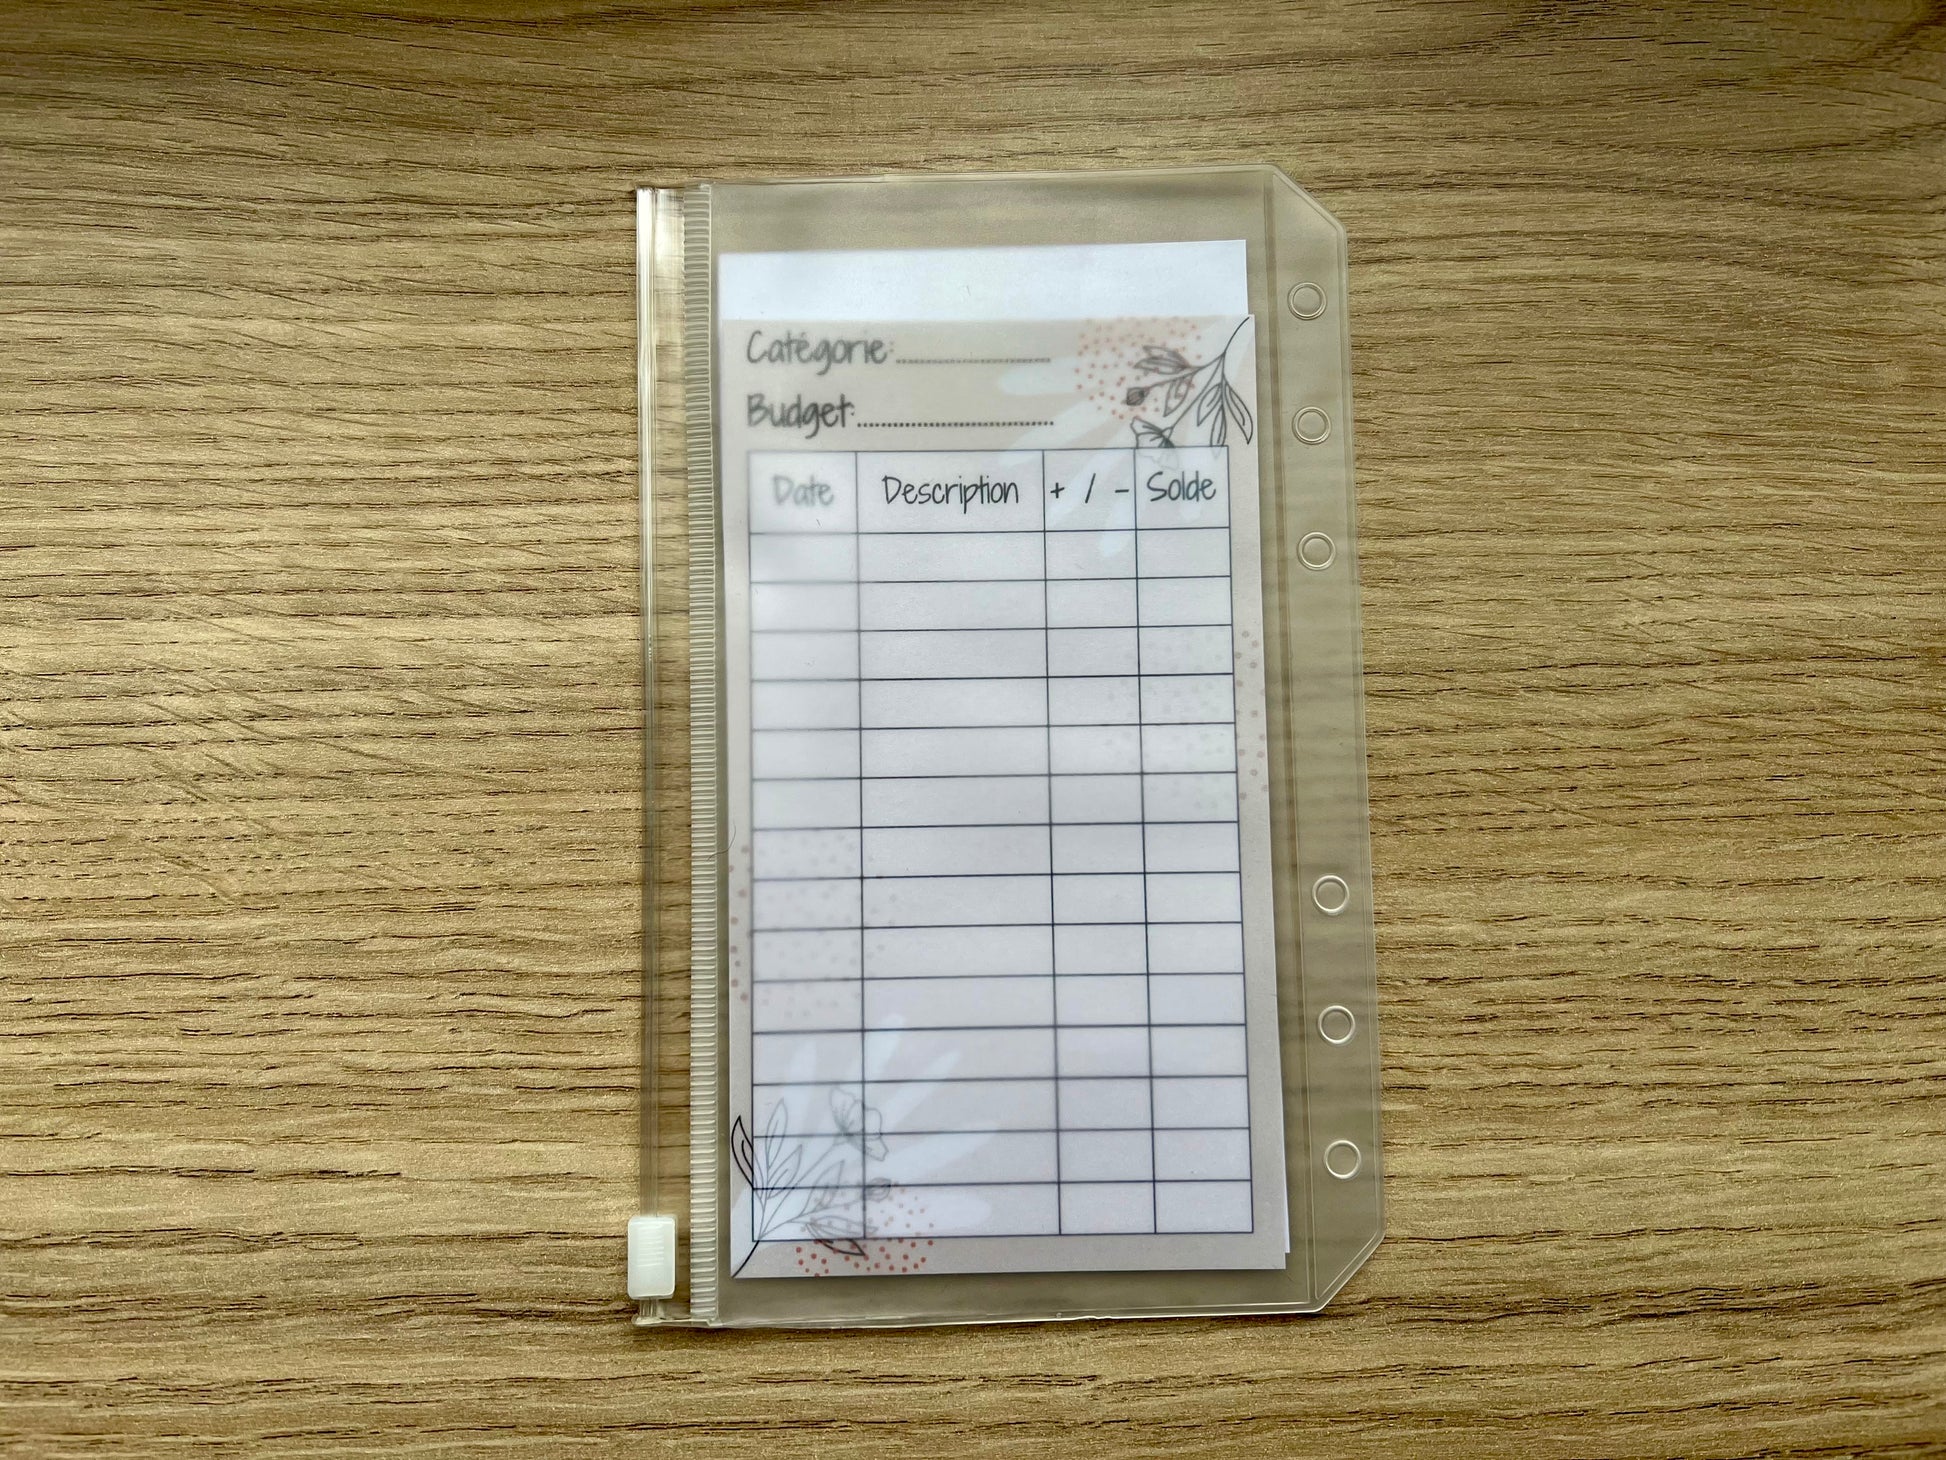 Catégorie:..........................
Budget:.................................
Date Description + / - Solde